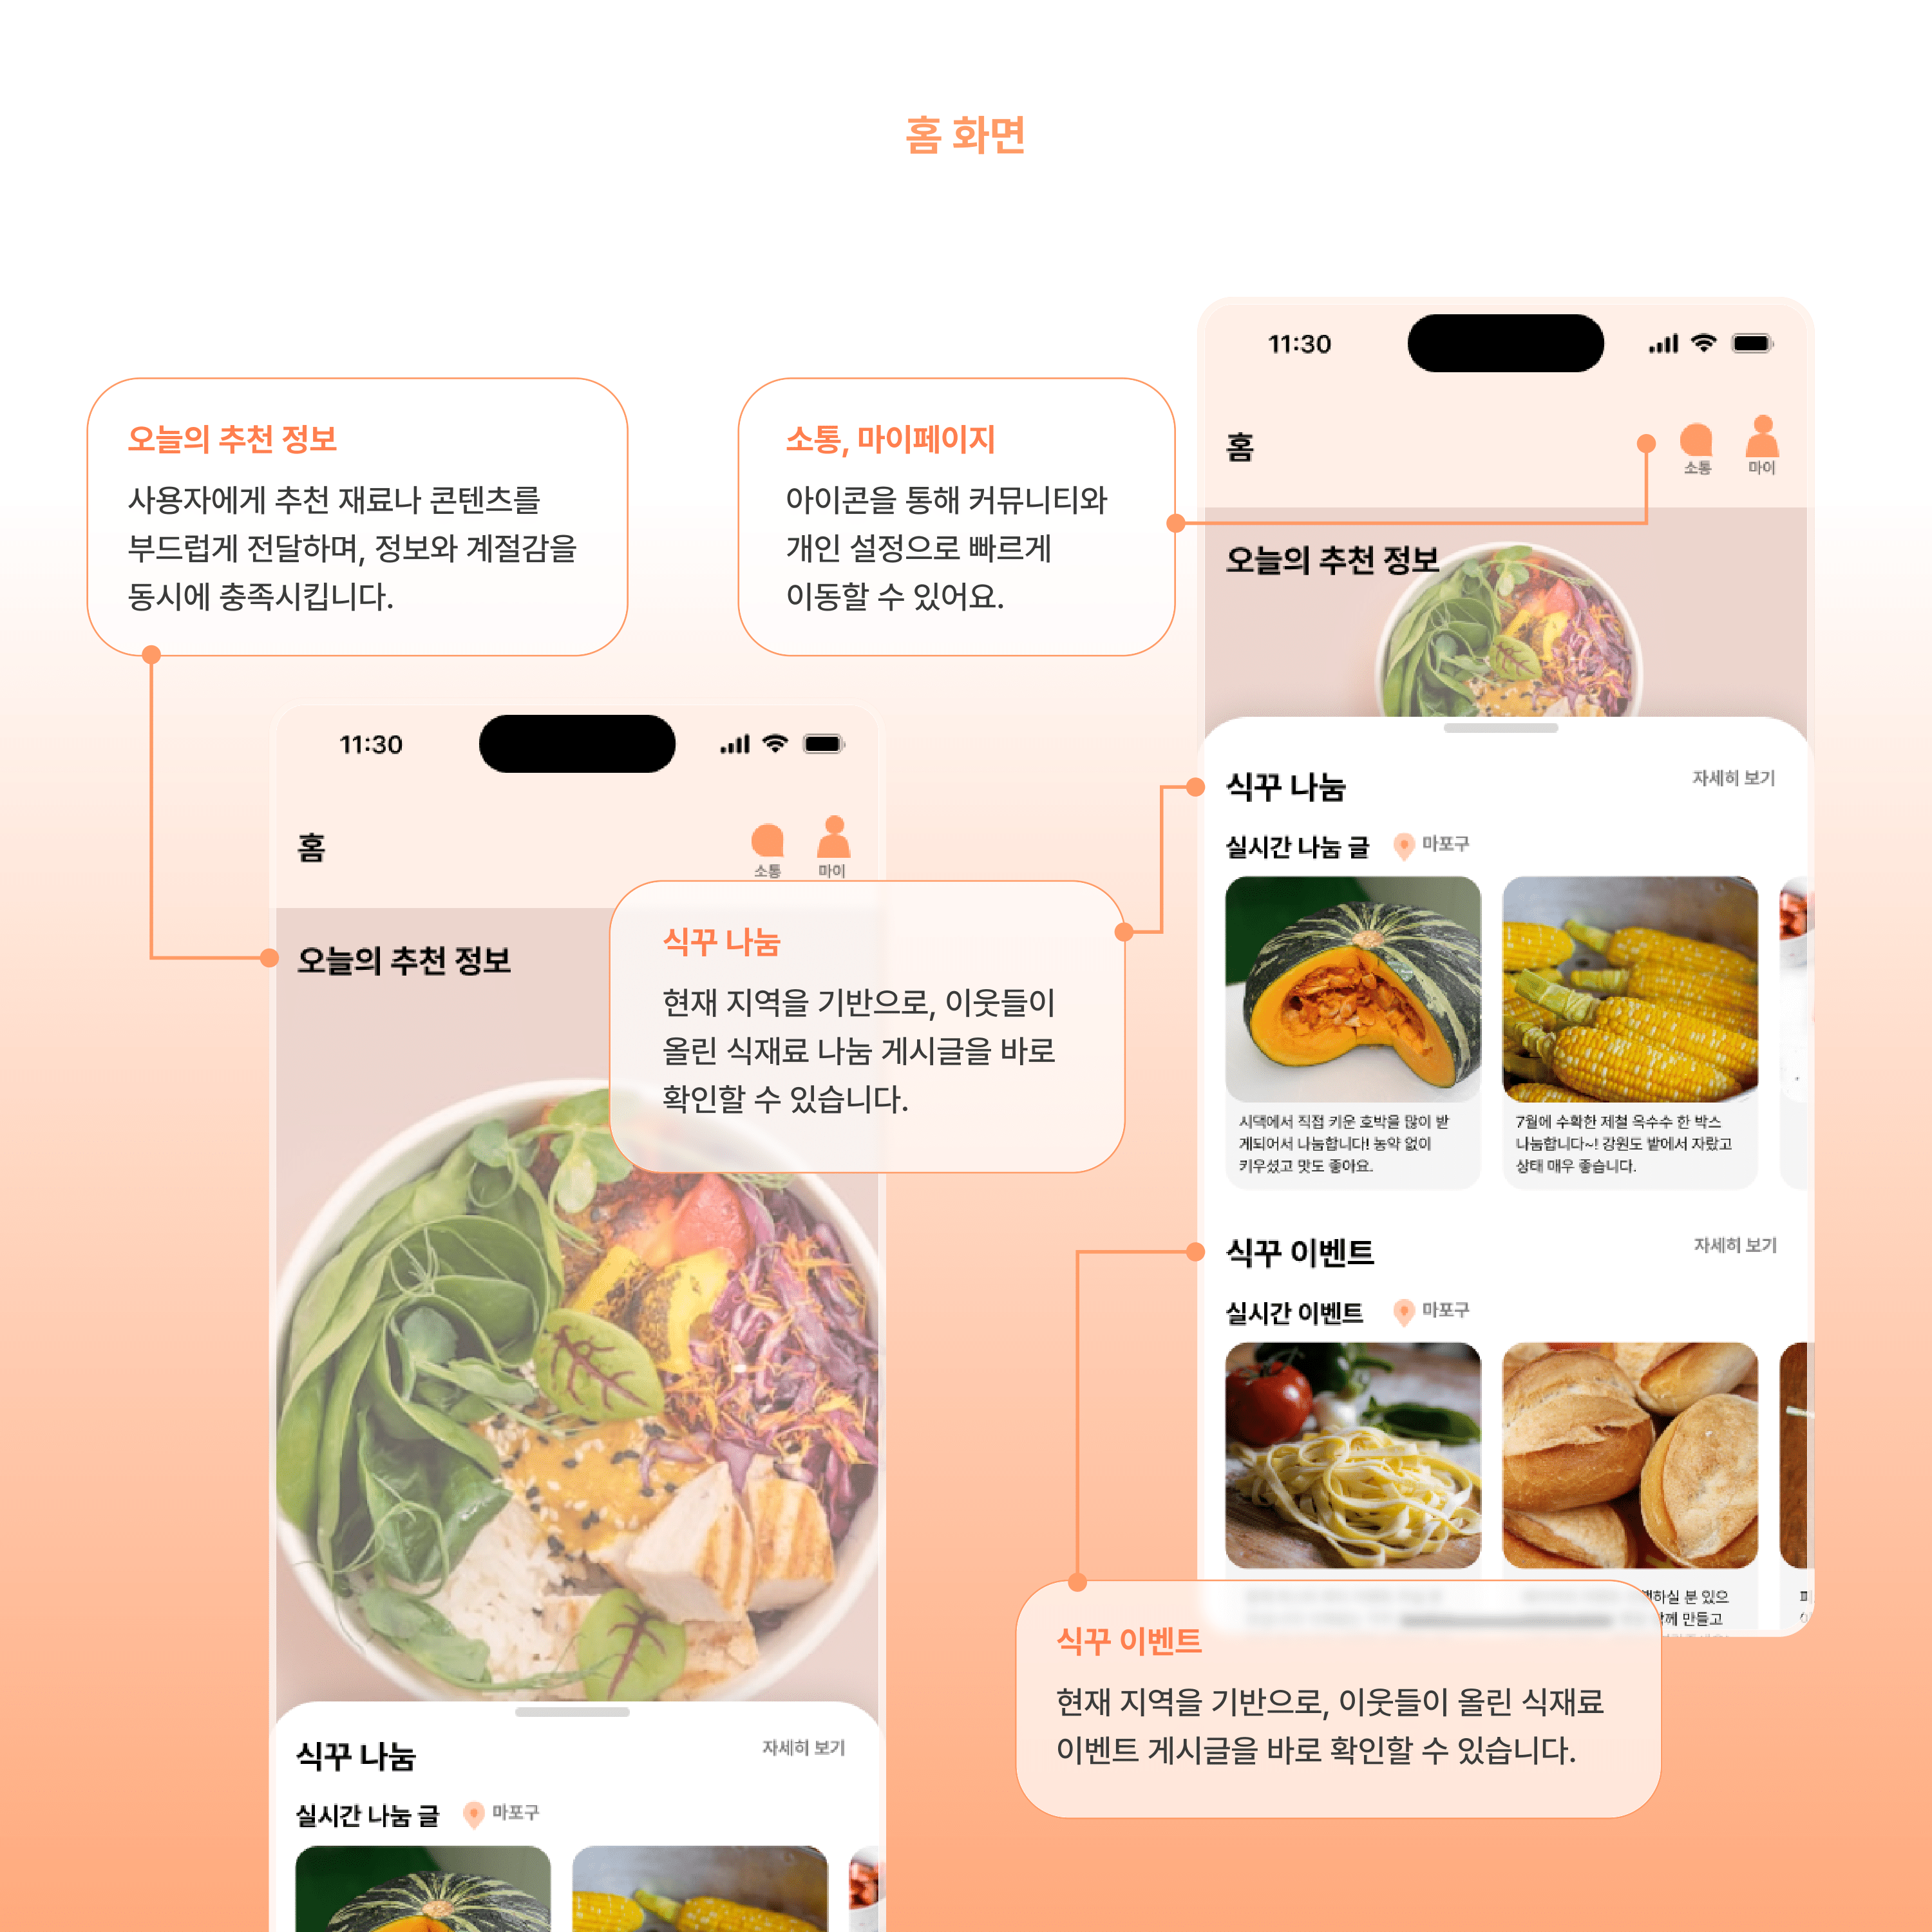 홈 화면
오늘의 추천 정보
사용자에게 추천 재료나 콘텐츠를
부드럽게 전달하며, 정보와 계절감을
동시에 충족시킵니다.
소통, 마이페이지
아이콘을 통해 커뮤니티와
개인 설정으로 빠르게
이동할 수 있어요.
11:30
홈
소통
마이
오늘의 추천 정보
식꾸 나눔
자세히 보기
실시간 나눔 글
마포구
시댁에서 직접 키운 호박을 많이 받
게되어서 나눔합니다! 농약 없이
키우셨고 맛도 좋아요.
7월에 수확한 제철 옥수수 한 박스
나눔합니다~! 강원도 밭에서 자랐고
상태 매우 좋습니다.
식꾸 이벤트
자세히 보기
실시간 이벤트
마포구
하실 분 있으
께 만들고
11:30
홈
소통
마이
오늘의 추천 정보
식꾸 나눔
현재 지역을 기반으로, 이웃들이
올린 식재료 나눔 게시글을 바로
확인할 수 있습니다.
식꾸 나눔
자세히 보기
실시간 나눔 글
마포구
식꾸 이벤트
현재 지역을 기반으로, 이웃들이 올린 식재료
이벤트 게시글을 바로 확인할 수 있습니다.